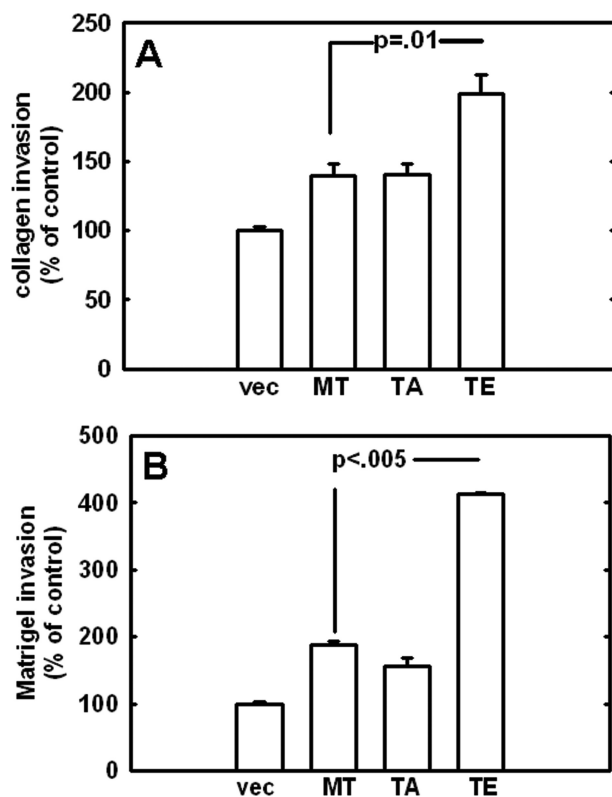 A
p=.01
250
200
150
100
50
0
collagen invasion
(% of control)
vec MT TA TE
B
p<.005
500
400
300
200
100
0
Matrigel invasion
(% of control)
vec MT TA TE